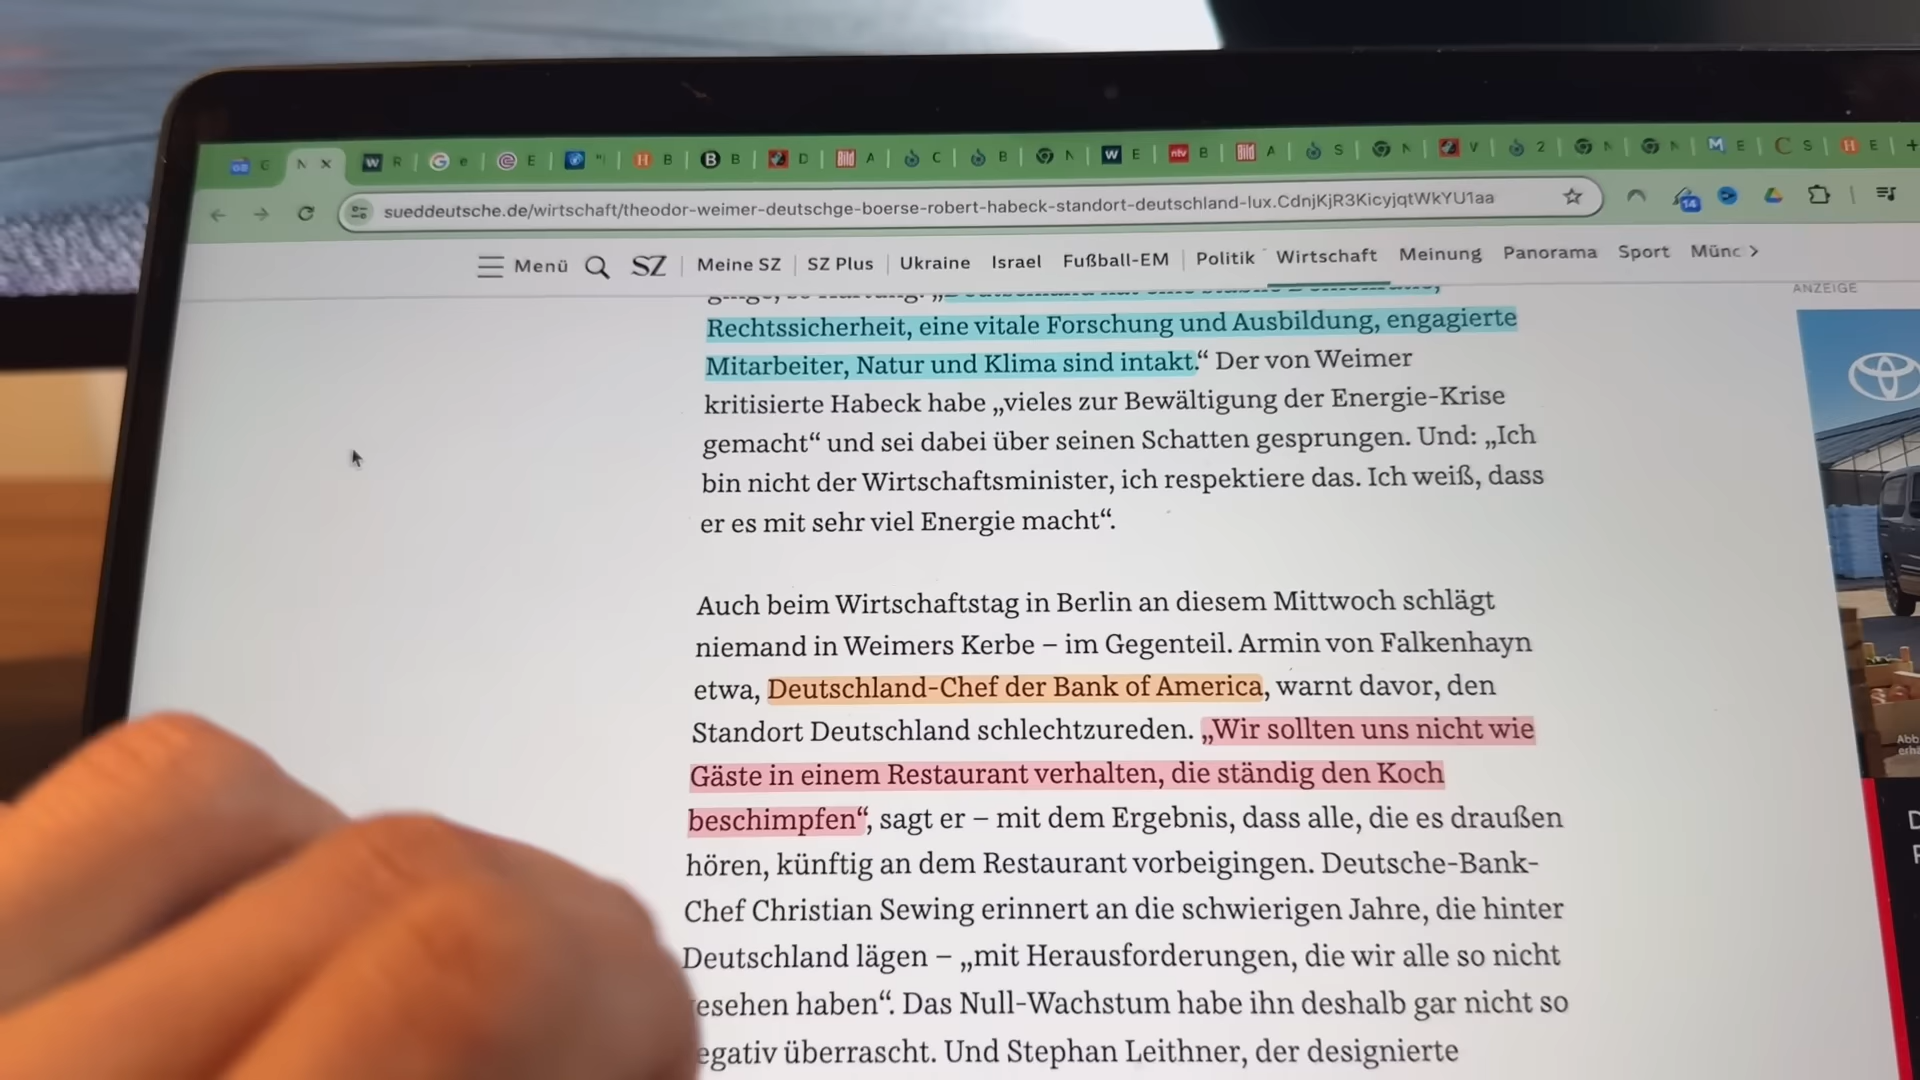 G
N
W R
G e
E
")
H B
B B
D
Bild A
C
B
N
W E
ntv B
Bild A
S
N
V
2
N
N
M E
C S
H E
+
sueddeutsche.de/wirtschaft/theodor-weimer-deutschge-boerse-robert-habeck-standort-deutschland-lux.CdnjKjR3KicyjqtWkYU1aa
14
Menü SZ Meine SZ SZ Plus Ukraine Israel Fußball-EM Politik Wirtschaft Meinung Panorama Sport Münc
ANZEIGE
Rechtssicherheit, eine vitale Forschung und Ausbildung, engagierte
Mitarbeiter, Natur und Klima sind intakt.“ Der von Weimer
kritisierte Habeck habe „vieles zur Bewältigung der Energie-Krise
gemacht“ und sei dabei über seinen Schatten gesprungen. Und: „Ich
bin nicht der Wirtschaftsminister, ich respektiere das. Ich weiß, dass
er es mit sehr viel Energie macht“.
Auch beim Wirtschaftstag in Berlin an diesem Mittwoch schlägt
niemand in Weimers Kerbe – im Gegenteil. Armin von Falkenhayn
etwa, Deutschland-Chef der Bank of America, warnt davor, den
Standort Deutschland schlechtzureden. „Wir sollten uns nicht wie
Gäste in einem Restaurant verhalten, die ständig den Koch
beschimpfen“, sagt er – mit dem Ergebnis, dass alle, die es draußen
hören, künftig an dem Restaurant vorbeigingen. Deutsche-Bank-
Chef Christian Sewing erinnert an die schwierigen Jahre, die hinter
Deutschland lägen – „mit Herausforderungen, die wir alle so nicht
esehen haben“. Das Null-Wachstum habe ihn deshalb gar nicht so
egativ überrascht. Und Stephan Leithner, der designierte
Abb
erhä